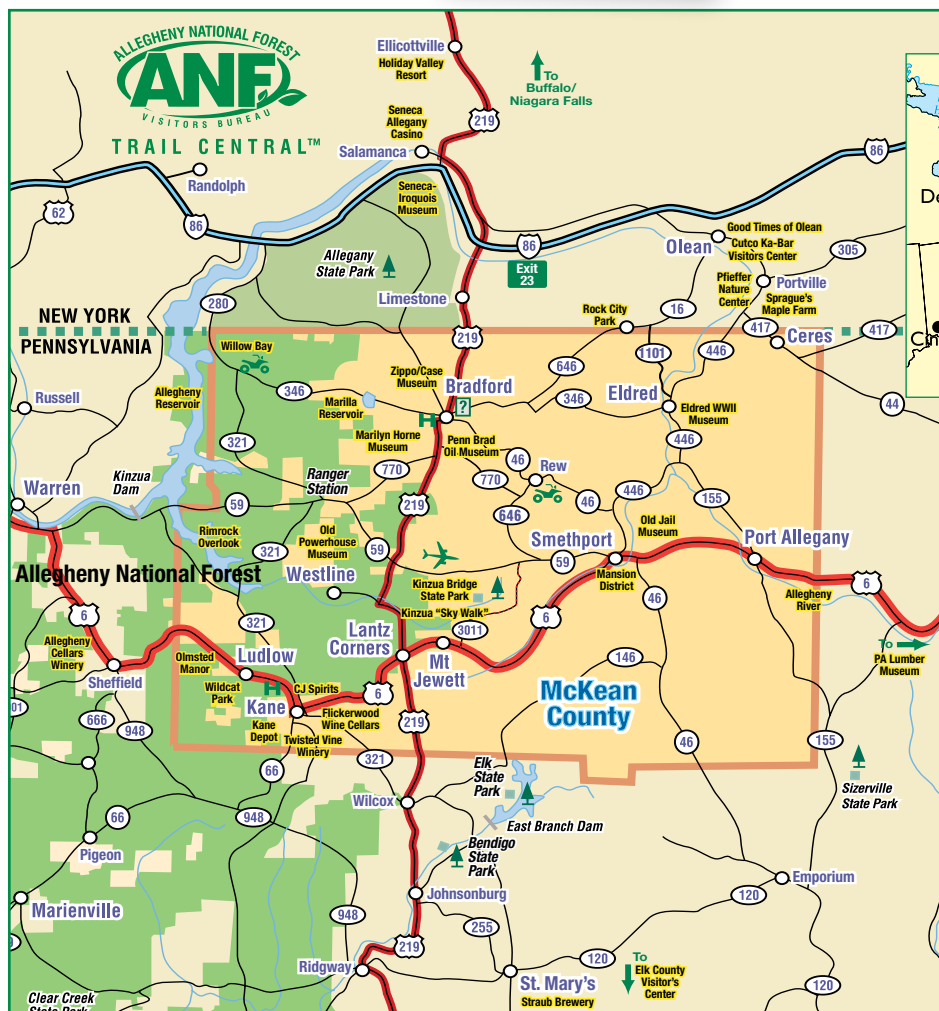 ALLEGHENY NATIONAL FOREST
ANF
VISITORS BUREAU
TRAIL CENTRAL™
Ellicottville
Holiday Valley
Resort
To
Buffalo/
Niagara Falls
219
Seneca
Allegany
Casino
Salamanca
86
Randolph
Seneca-
Iroquois
Museum
62
86
86
Exit
23
Olean
Good Times of Olean
Cutco Ka-Bar
Visitors Center
305
De
Allegany
State Park
Pfieffer
Nature
Center
Portville
Sprague's
Maple Farm
280
Limestone
Rock City
Park
16
NEW YORK
PENNSYLVANIA
219
417
Ceres
417
Cin
Willow Bay
1101
446
Zippo/Case
Museum
646
Bradford
346
346
Eldred
Russell
Allegheny
Reservoir
Marilla
Reservoir
?
H
Eldred WWII
Museum
44
321
Marilyn Horne
Museum
Penn Brad
Oil Museum
446
46
Rew
Kinzua
Dam
Ranger
Station
770
770
Warren
446
155
46
59
219
646
Rimrock
Overlook
Old
Powerhouse
Museum
Old Jail
Museum
Smethport
Port Allegany
321
59
59
Allegheny National Forest
Westline
Kinzua Bridge
State Park
Mansion
District
6
Allegheny
River
6
321
Kinzua "Sky Walk"
46
6
Lantz
Corners
3011
Allegheny
Cellars
Winery
Olmsted
Manor
Ludlow
Mt
Jewett
146
To
PA Lumber
Museum
Sheffield
Wildcat
Park
H
CJ Spirits
6
McKean
County
Kane
Flickerwood
Wine Cellars
01
666
948
Kane
Depot
Twisted Vine
Winery
219
46
155
321
66
Elk
State
Park
Sizerville
State Park
Wilcox
66
948
East Branch Dam
Pigeon
Bendigo
State
Park
Emporium
Johnsonburg
120
Marienville
948
255
219
120
Ridgway
To
Elk County
Visitor's
Center
St. Mary's
Straub Brewery
120
Clear Creek
State Park